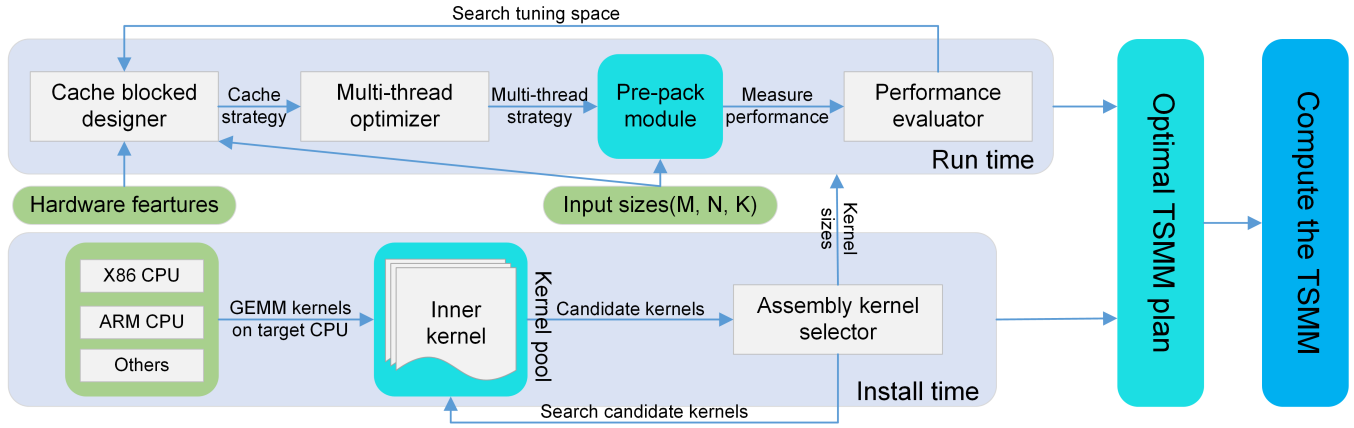 Search tuning space
Cache blocked
designer
Cache
strategy
Multi-thread
optimizer
Multi-thread
strategy
Pre-pack
module
Measure
performance
Performance
evaluator
Run time
Hardware feartures
Input sizes(M, N, K)
Kernel
sizes
X86 CPU
ARM CPU
Others
GEMM kernels
on target CPU
Inner
kernel
Kernel pool
Candidate kernels
Assembly kernel
selector
Install time
Search candidate kernels
Optimal TSMM plan
Compute the TSMM